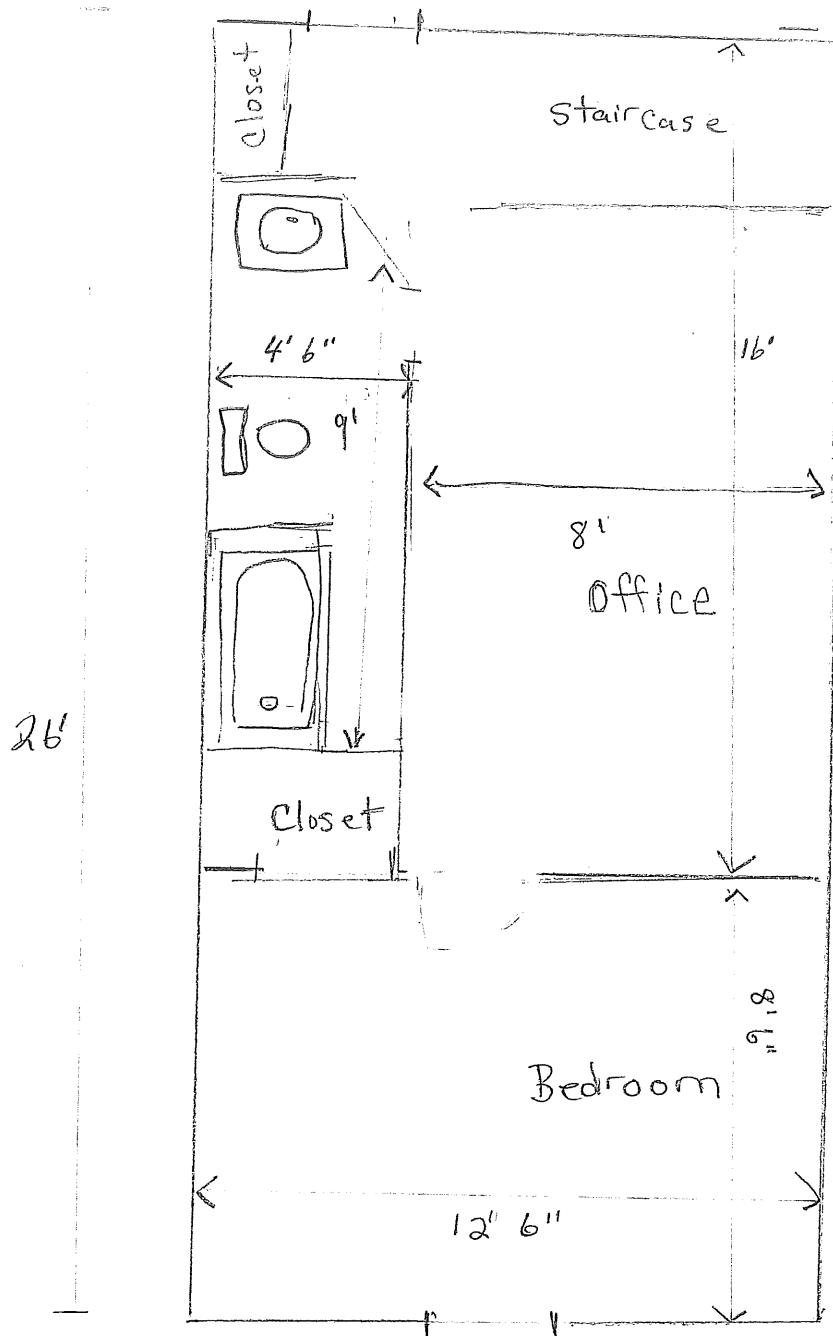 Closet
Staircase
4' 6"
16'
9'
8'
Office
26'
Closet
8' 6"
Bedroom
12' 6"